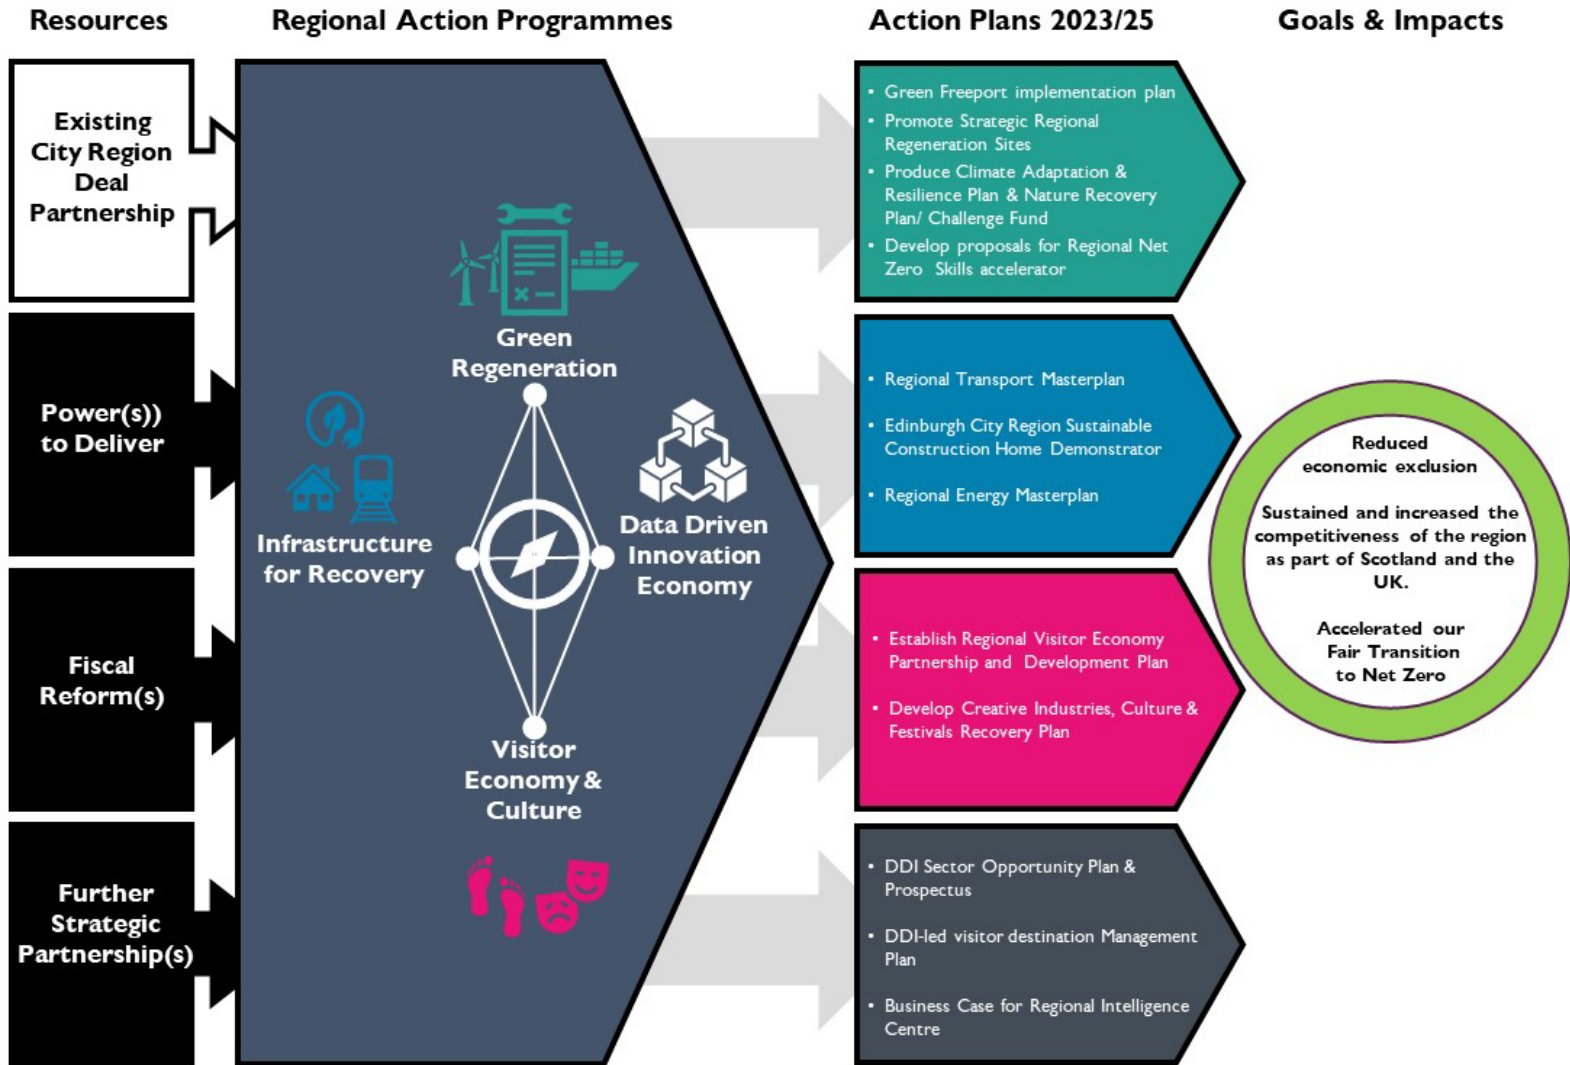 Resources
Regional Action Programmes
Action Plans 2023/25
Goals & Impacts
Existing
City Region
Deal
Partnership
Power(s))
to Deliver
Fiscal
Reform(s)
Further
Strategic
Partnership(s)
Green
Regeneration
Infrastructure
for Recovery
Data Driven
Innovation
Economy
Visitor
Economy &
Culture
• Green Freeport implementation plan
• Promote Strategic Regional
Regeneration Sites
• Produce Climate Adaptation &
Resilience Plan & Nature Recovery
Plan/ Challenge Fund
• Develop proposals for Regional Net
Zero Skills accelerator
• Regional Transport Masterplan
• Edinburgh City Region Sustainable
Construction Home Demonstrator
• Regional Energy Masterplan
• Establish Regional Visitor Economy
Partnership and Development Plan
• Develop Creative Industries, Culture &
Festivals Recovery Plan
• DDI Sector Opportunity Plan &
Prospectus
• DDI-led visitor destination Management
Plan
• Business Case for Regional Intelligence
Centre
Reduced
economic exclusion
Sustained and increased the
competitiveness of the region
as part of Scotland and the
UK.
Accelerated our
Fair Transition
to Net Zero